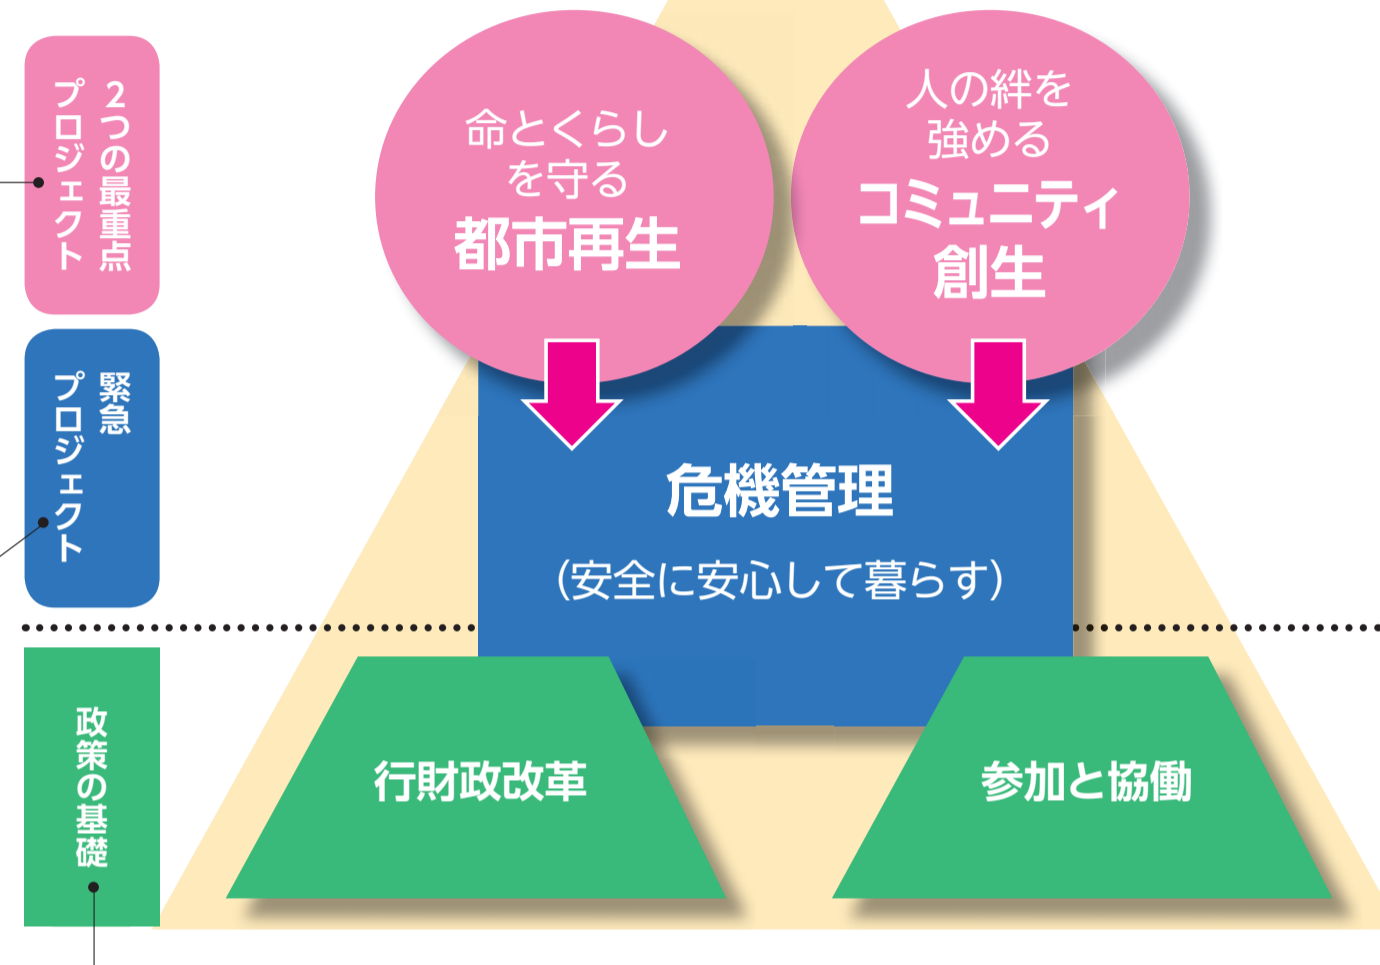 2つの最重点
プロジェクト
命とくらし
を守る
都市再生
人の絆を
強める
コミュニティ
創生
緊急
プロジェクト
危機管理
（安全に安心して暮らす）
政策の基礎
行財政改革
参加と協働